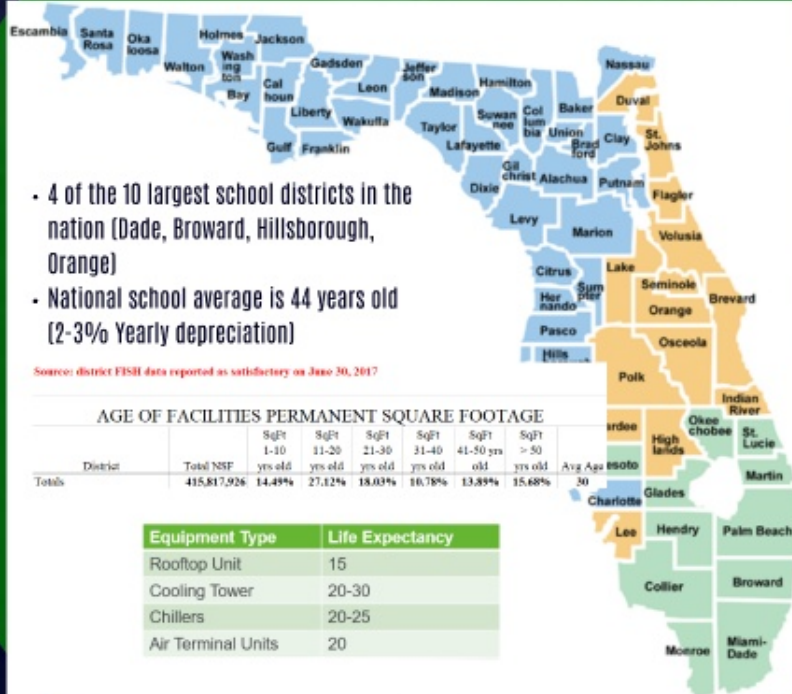 Escambia
Santa
Rosa
Oka
loosa
Walton
Holmes
Wash
ing
ton
Bay
Jackson
Cal
houn
Gulf
Liberty
Franklin
Gadsden
Leon
Wakulla
Jeffer
son
Madison
Taylor
Hamilton
Suwan
nee
Lafayette
Dixie
Col
um
bia
Gil
christ
Baker
Union
Brad
ford
Alachua
Levy
Nassau
Duval
Clay
St.
Johns
Putnam
Flagler
Marion
Volusia
Citrus
Sum
pter
Her
nando
Pasco
Hills
Lake
Seminole
Orange
Brevard
Osceola
Polk
Indian
River
ardee
High
lands
Okee
chobee
St.
Lucie
esoto
Martin
Charlotte
Glades
Lee
Hendry
Palm Beach
Collier
Broward
Monroe
Miami-
Dade
• 4 of the 10 largest school districts in the
nation (Dade, Broward, Hillsborough,
Orange)
• National school average is 44 years old
(2-3% Yearly depreciation)
Source: district FISH data reported as satisfactory on June 30, 2017
AGE OF FACILITIES PERMANENT SQUARE FOOTAGE
SqFt SqFt SqFt SqFt SqFt SqFt
1-10 11-20 21-30 31-40 41-50 yrs > 50
District Total NSF yrs old yrs old yrs old yrs old old yrs old Avg Age
Totals 415,817,926 14.49% 27.12% 18.03% 10.78% 13.89% 15.68% 30
Equipment Type Life Expectancy
Rooftop Unit 15
Cooling Tower 20-30
Chillers 20-25
Air Terminal Units 20